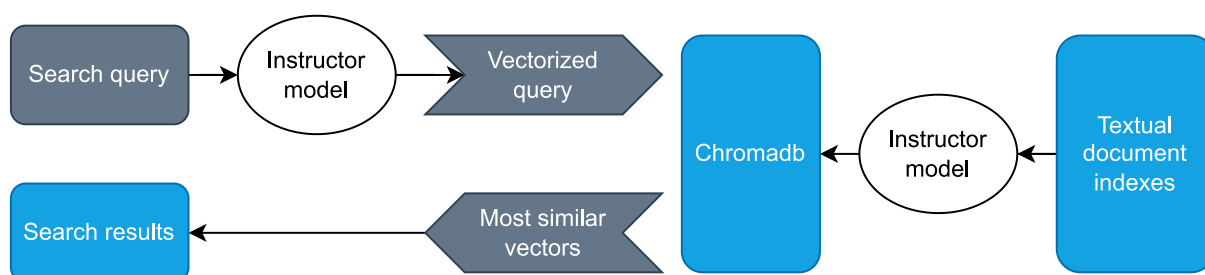 Search query
Instructor
model
Vectorized
query
Chromadb
Instructor
model
Textual
document
indexes
Search results
Most similar
vectors